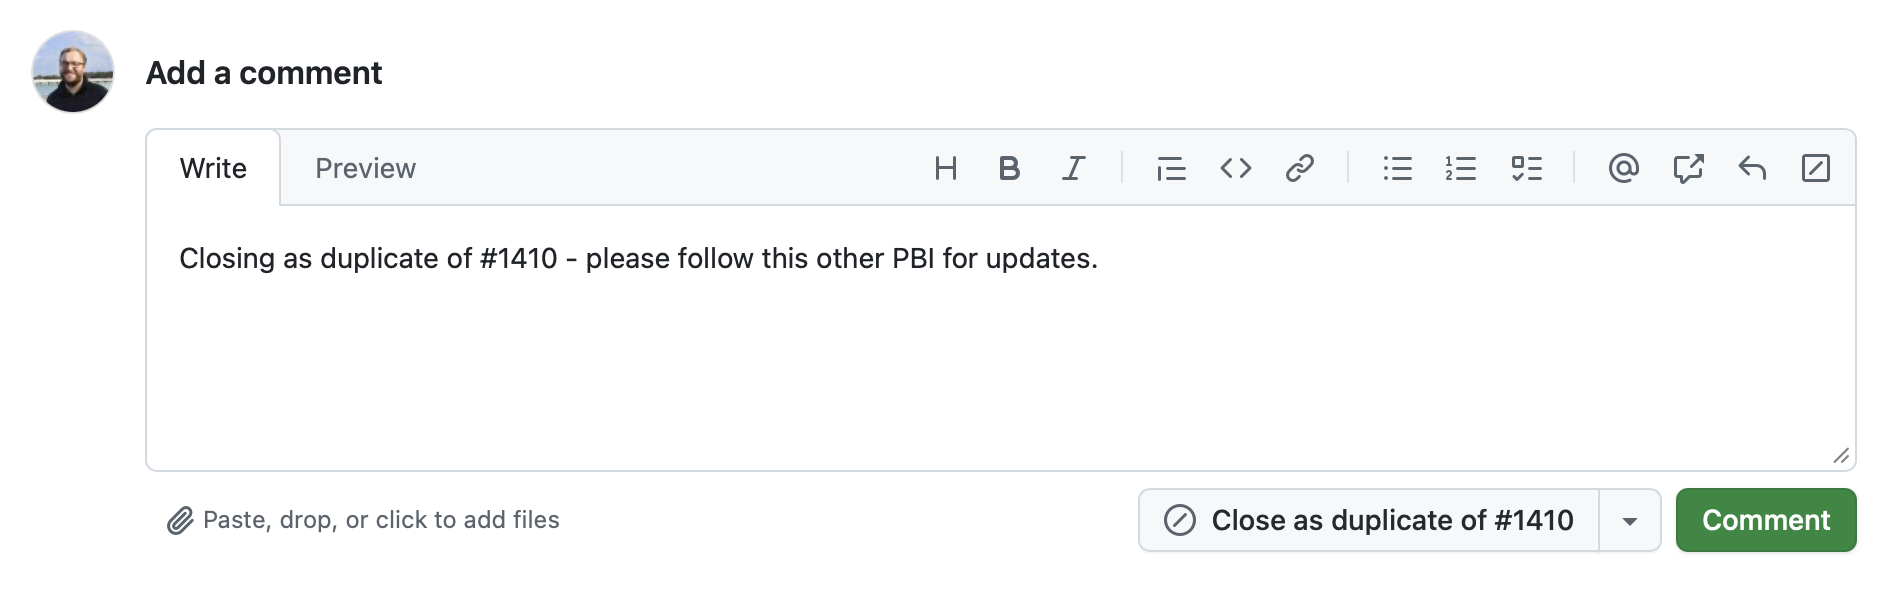 Add a comment
Write Preview
Closing as duplicate of #1410 - please follow this other PBI for updates.
Paste, drop, or click to add files
Close as duplicate of #1410
Comment